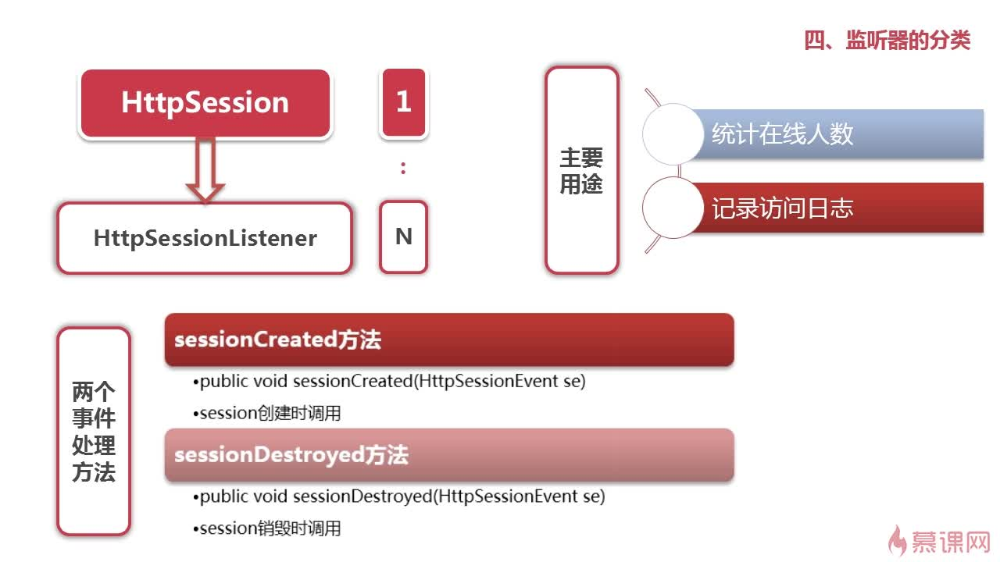 四、监听器的分类
HttpSession
1
:
HttpSessionListener
N
主要
用途
统计在线人数
记录访问日志
两个
事件
处理
方法
sessionCreated方法
•public void sessionCreated(HttpSessionEvent se)
•session创建时调用
sessionDestroyed方法
•public void sessionDestroyed(HttpSessionEvent se)
•session销毁时调用
慕课网